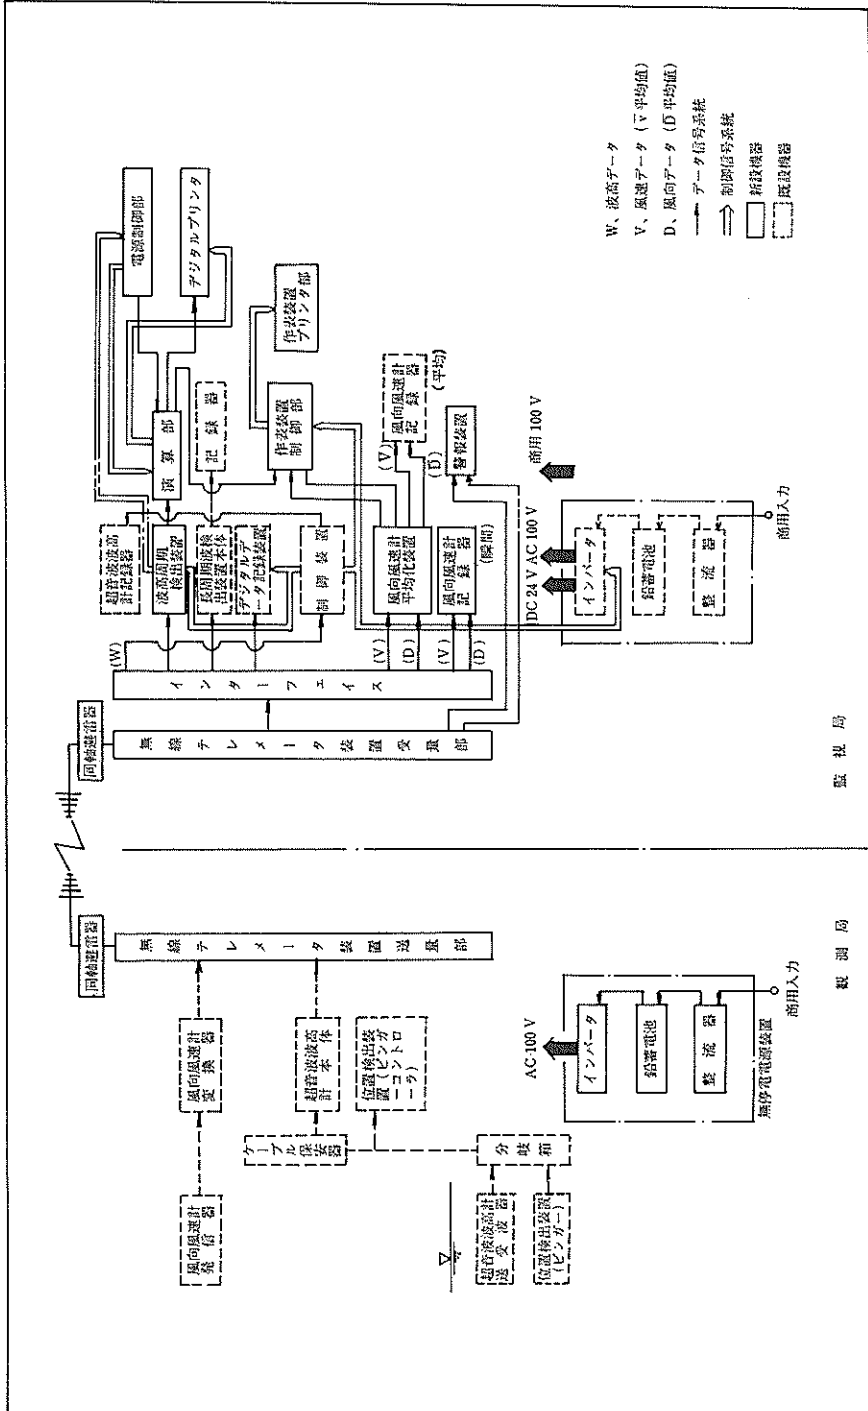 風向風速計
発信器
風向風速計
変換器
ケーブル
保安器
超音波波高
計本体
位置検出装
置(ピンガ
ーコントロ
ーラ)
分岐箱
超音波波高計
送受波器
位置検出装置
(ピンガー)
同軸避雷器
無線テレメータ装置送量部
AC-100 V
インバータ
鉛蓄電池
整流器
商用入力
無停電電源装置
観測局
同軸避雷器
無線テレメータ装置受量部
インターフェイス
(W)
(V)
(D)
(V)
(D)
超音波波高
計記録器
波高周期
検出装置
長周期波検
出装置本体
デジタルデ
ータ記録装置
制御装置
風向風速計
平均化装置
風向風速計
記録器
(瞬間)
演算部
記録器
作表装置
制御部
(V)
(D)
風向風速計
記録器
(平均)
警報装置
電源制御部
デジタルプリンタ
作表装置
プリンタ部
DC 24 V AC 100 V
商用 100 V
インバータ
鉛蓄電池
整流器
商用入力
監視局
W、波高データ
V、風速データ (V̄ 平均値)
D、風向データ (D̄ 平均値)
データ信号系統
制御信号系統
新設機器
既設機器